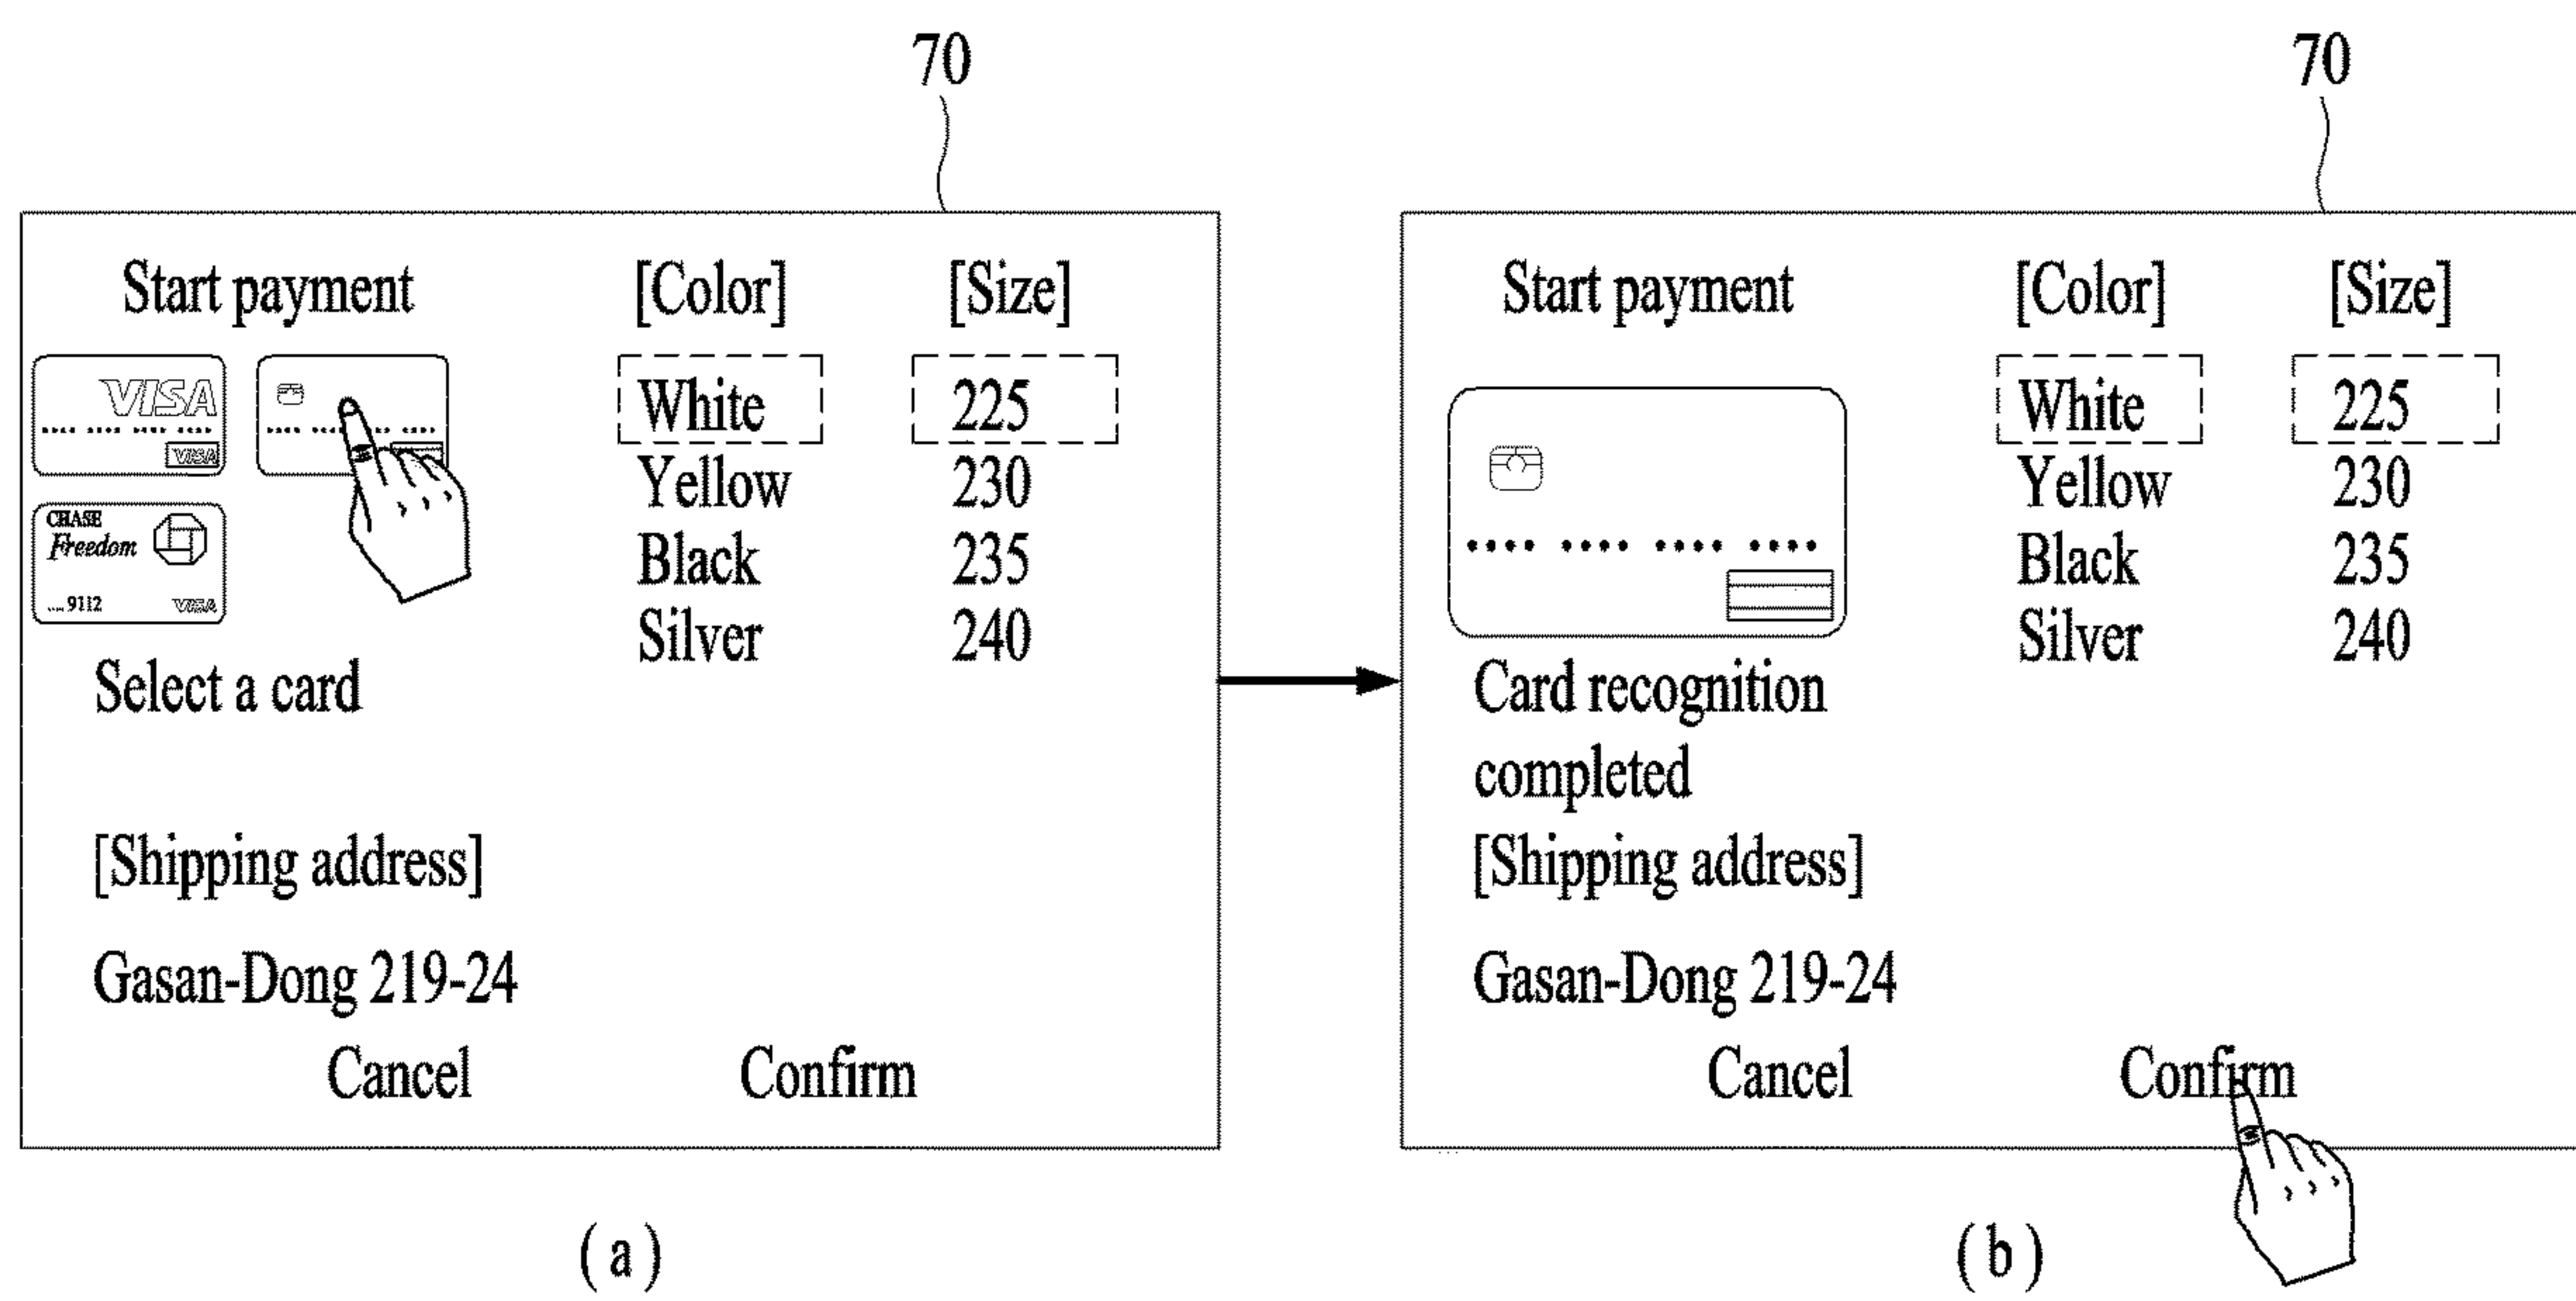 70
70
Start payment
[Color]
[Size]
VISA
VISA
CHASE
Freedom
.... 9112
VISA
White
225
Yellow
230
Black
235
Silver
240
Select a card
[Shipping address]
Gasan-Dong 219-24
Cancel
Confirm
(a)
Start payment
[Color]
[Size]
White
225
Yellow
230
Black
235
Silver
240
Card recognition
completed
[Shipping address]
Gasan-Dong 219-24
Cancel
Confirm
(b)